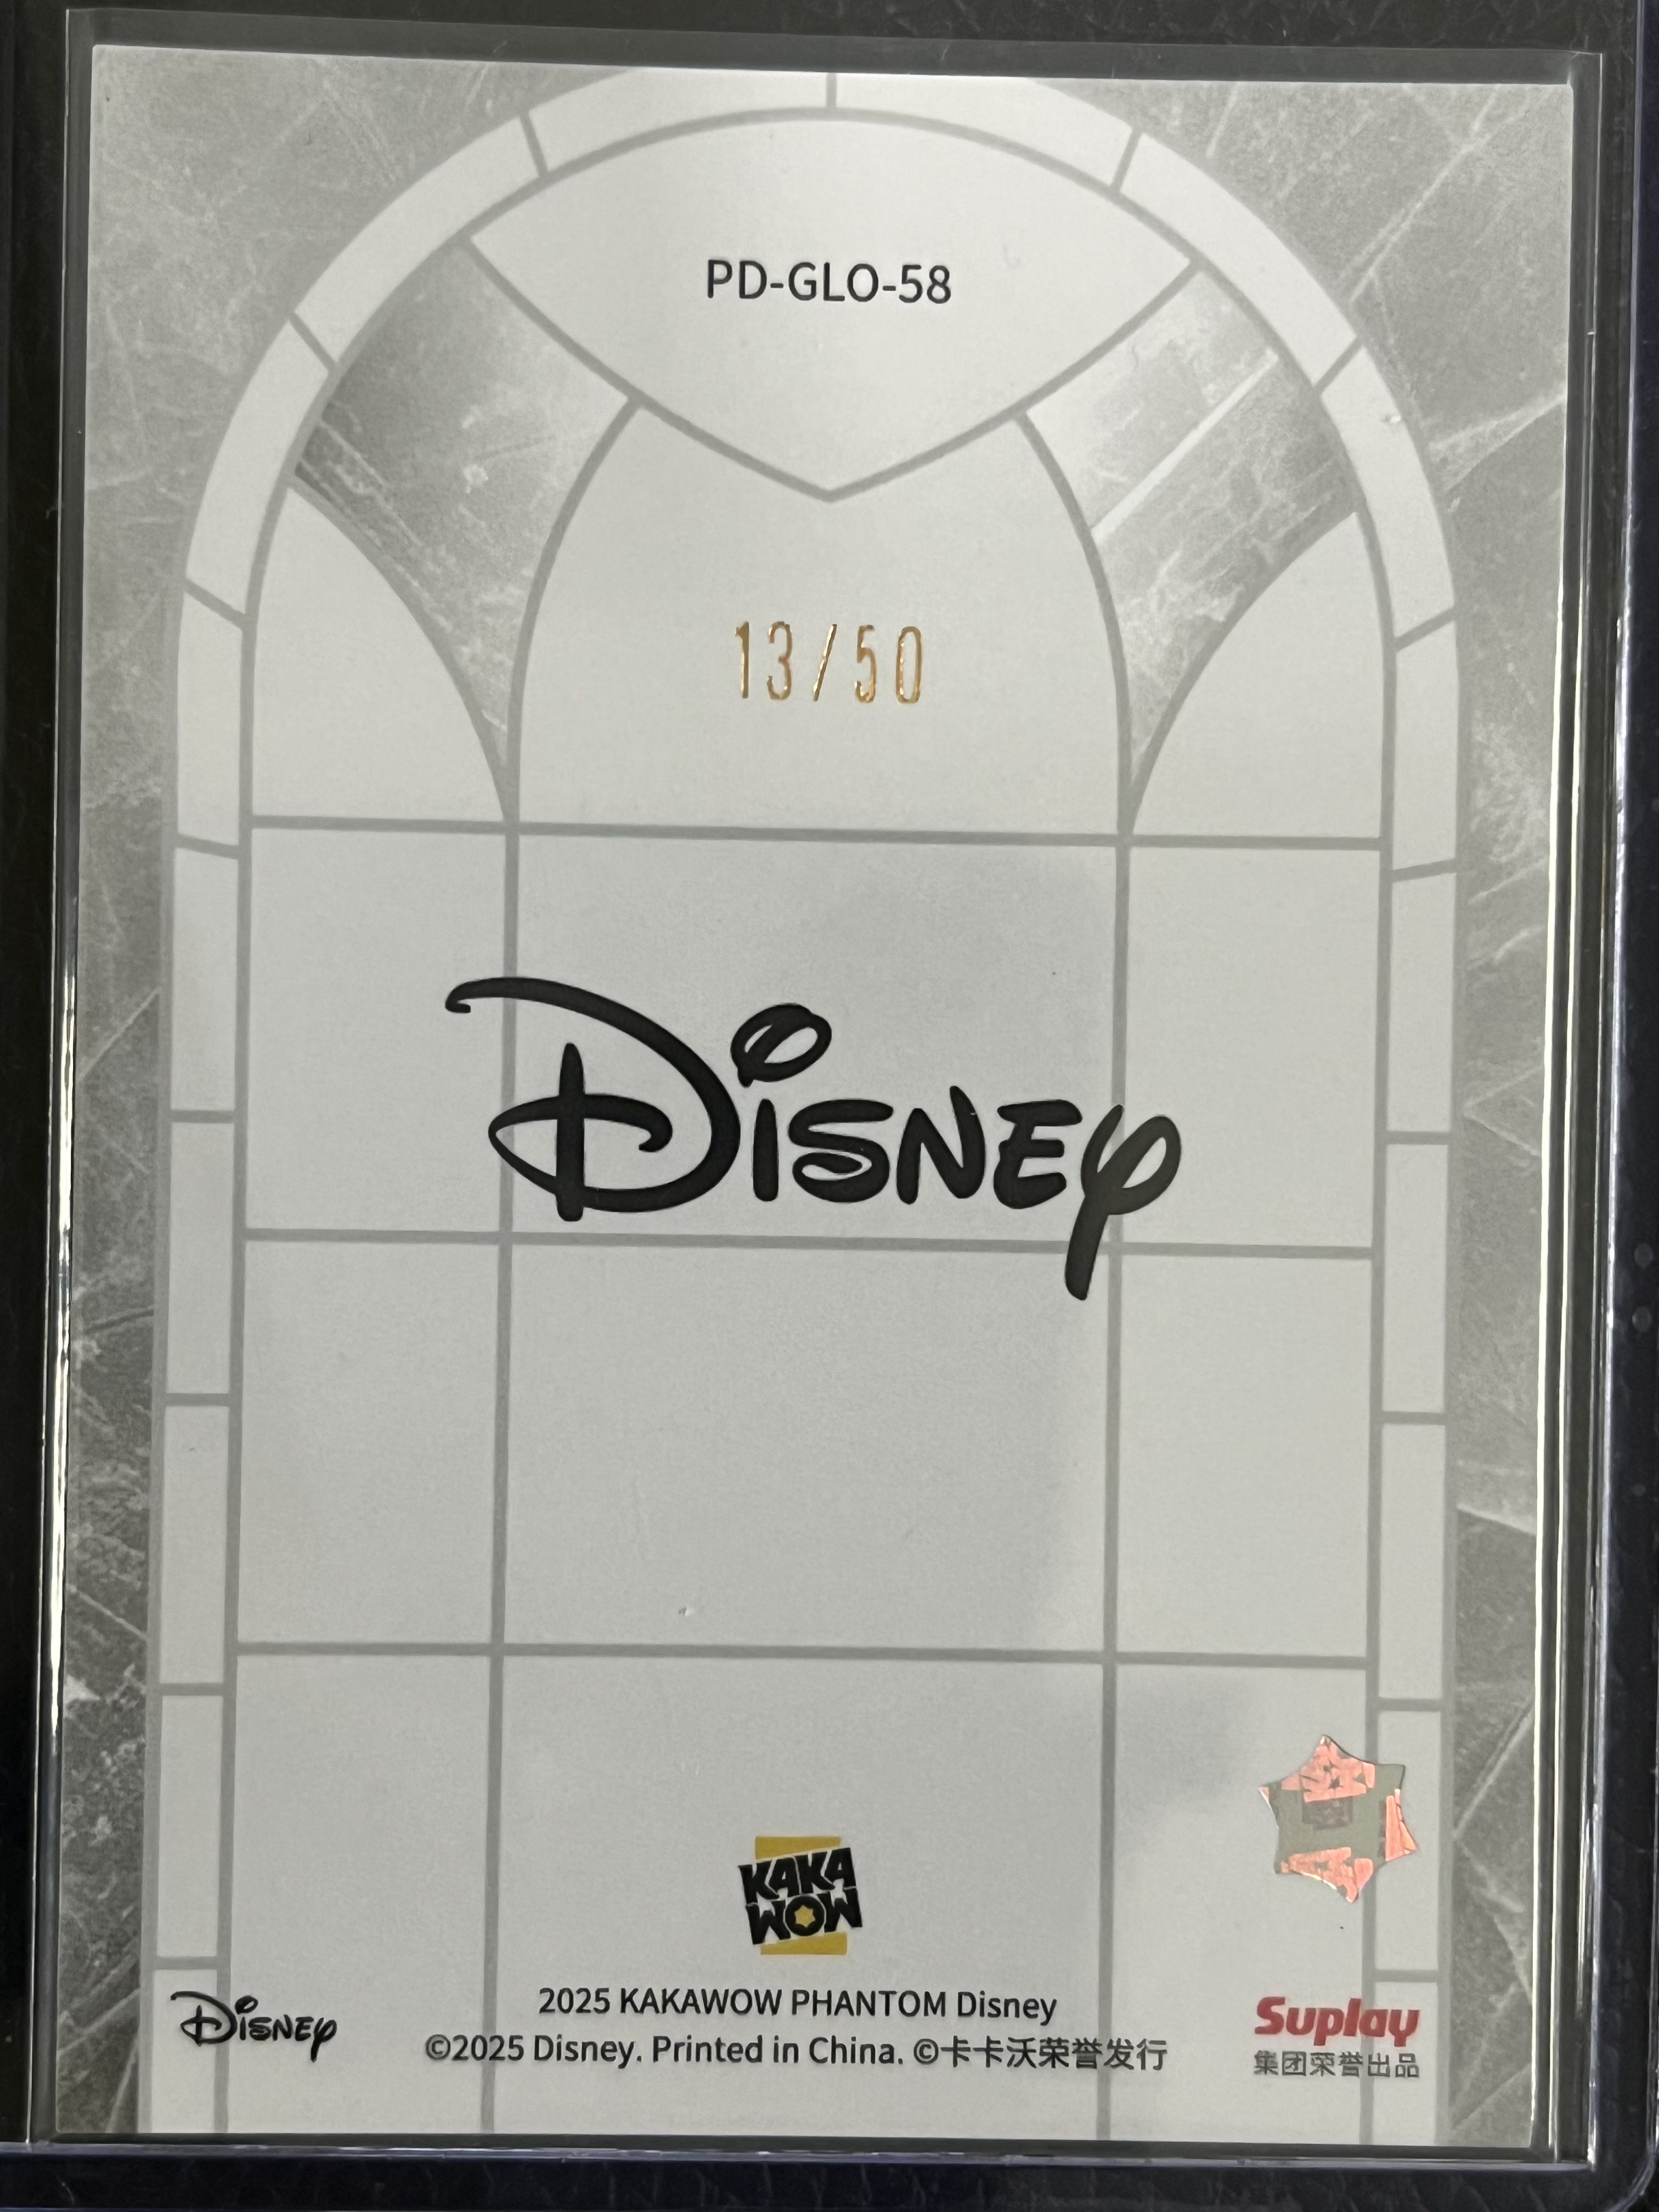 PD-GLO-58
13/50
Disney
KAKA
WOW
2025 KAKAWOW PHANTOM Disney
©2025 Disney. Printed in China. ©卡卡沃荣誉发行
Disney
Suplay
集团荣誉出品